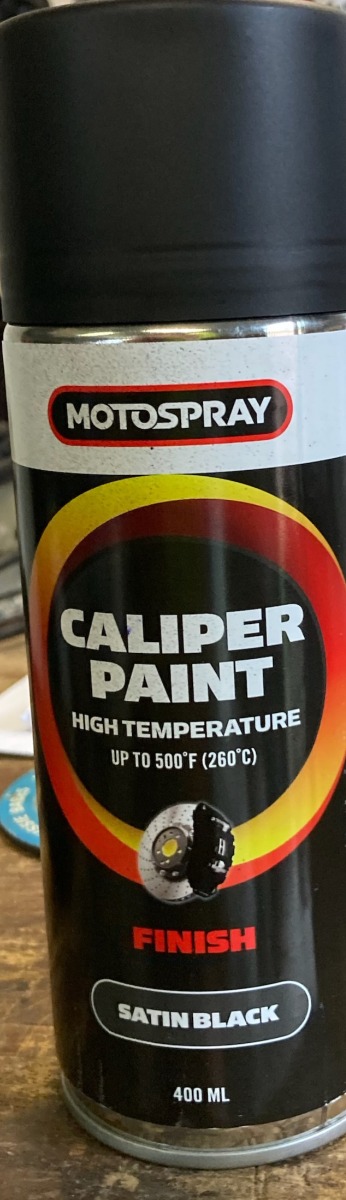 MOTOSPRAY
CALIPER
PAINT
HIGH TEMPERATURE
UP TO 500°F (260°C)
FINISH
SATIN BLACK
400 ML